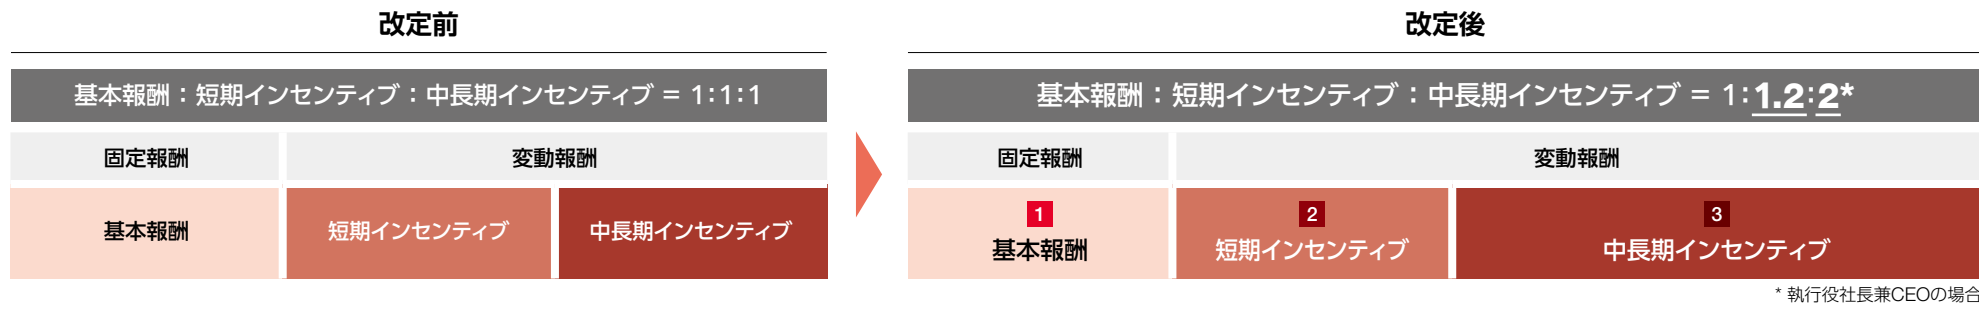 改定前
基本報酬：短期インセンティブ：中長期インセンティブ = 1：1：1
固定報酬
変動報酬
基本報酬
短期インセンティブ
中長期インセンティブ
改定後
基本報酬：短期インセンティブ：中長期インセンティブ = 1：1.2：2*
固定報酬
変動報酬
1
基本報酬
2
短期インセンティブ
3
中長期インセンティブ
* 執行役社長兼CEOの場合